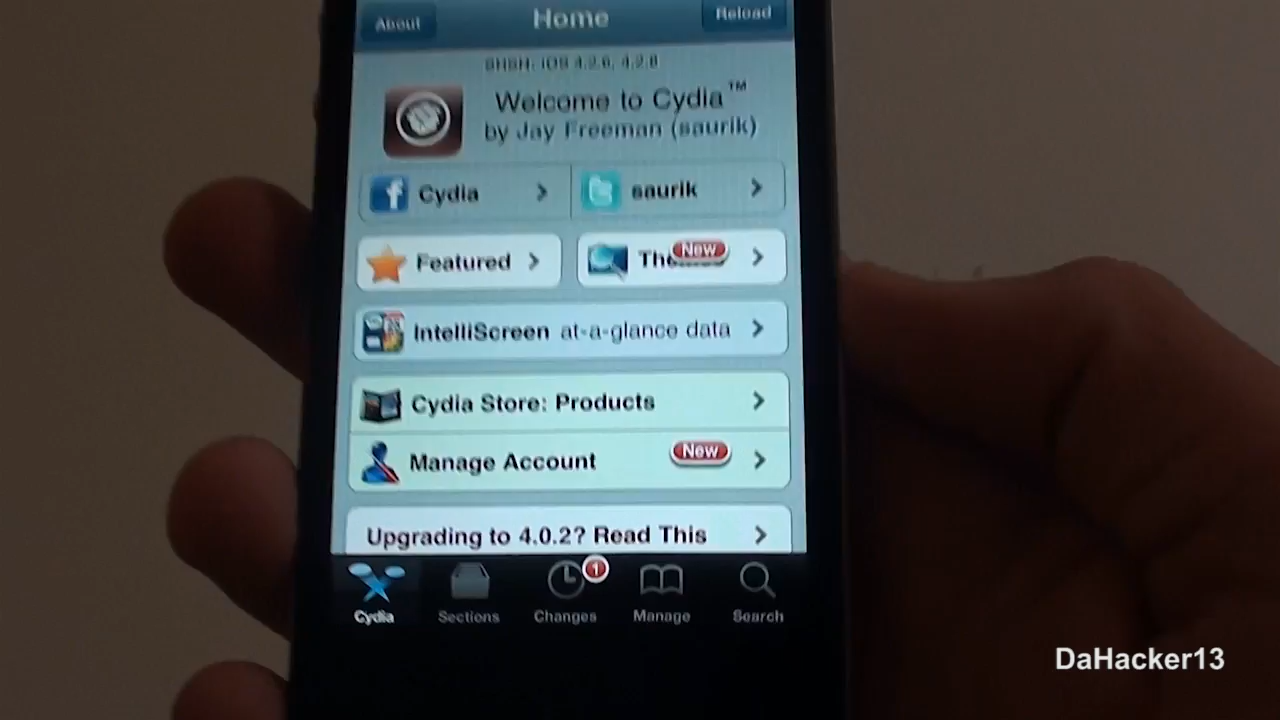 About Home Reload
SHSH: iOS 4.2.6, 4.2.8
Welcome to Cydia™
by Jay Freeman (saurik)
Cydia
saurik
Featured
New
IntelliScreen at-a-glance data
Cydia Store: Products
Manage Account New
Upgrading to 4.0.2? Read This
1
Cydia Sections Changes Manage Search
DaHacker13